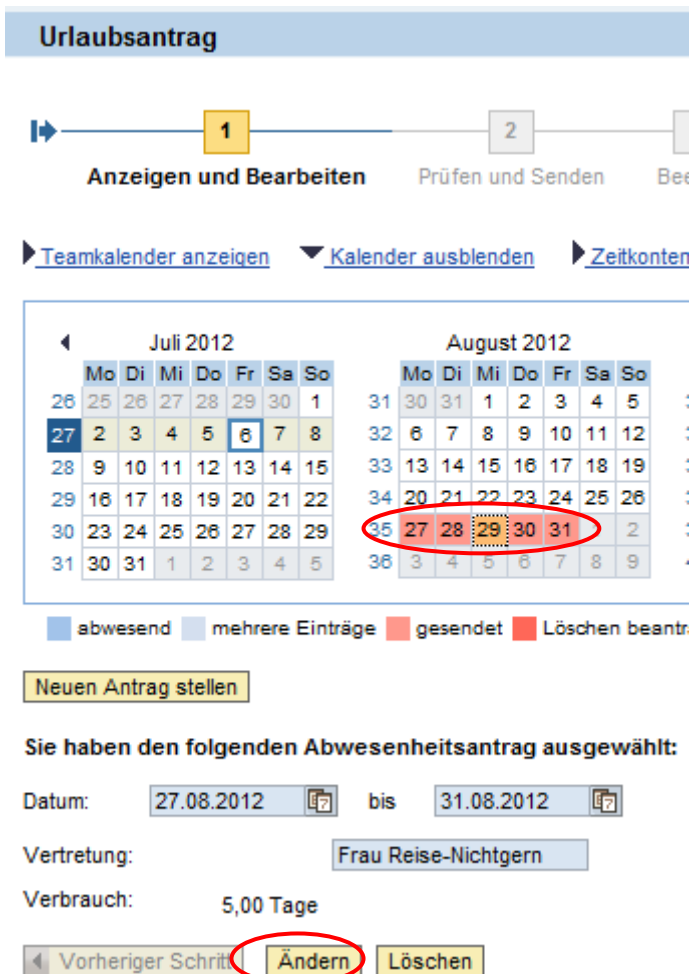 Urlaubsantrag
1 2
Anzeigen und Bearbeiten Prüfen und Senden
Teamkalender anzeigen Kalender ausblenden Zeitkonten
Juli 2012 August 2012
Mo Di Mi Do Fr Sa So Mo Di Mi Do Fr Sa So
26 25 26 27 28 29 30 1 31 30 31 1 2 3 4 5
27 2 3 4 5 6 7 8 32 6 7 8 9 10 11 12
28 9 10 11 12 13 14 15 33 13 14 15 16 17 18 19
29 16 17 18 19 20 21 22 34 20 21 22 23 24 25 26
30 23 24 25 26 27 28 29 35 27 28 29 30 31 2
31 30 31 1 2 3 4 5 36 3 4 5 6 7 8 9
abwesend mehrere Einträge gesendet Löschen beantr
Neuen Antrag stellen
Sie haben den folgenden Abwesenheitsantrag ausgewählt:
Datum: 27.08.2012 bis 31.08.2012
Vertretung: Frau Reise-Nichtgern
Verbrauch: 5,00 Tage
Vorheriger Schritt Ändern Löschen